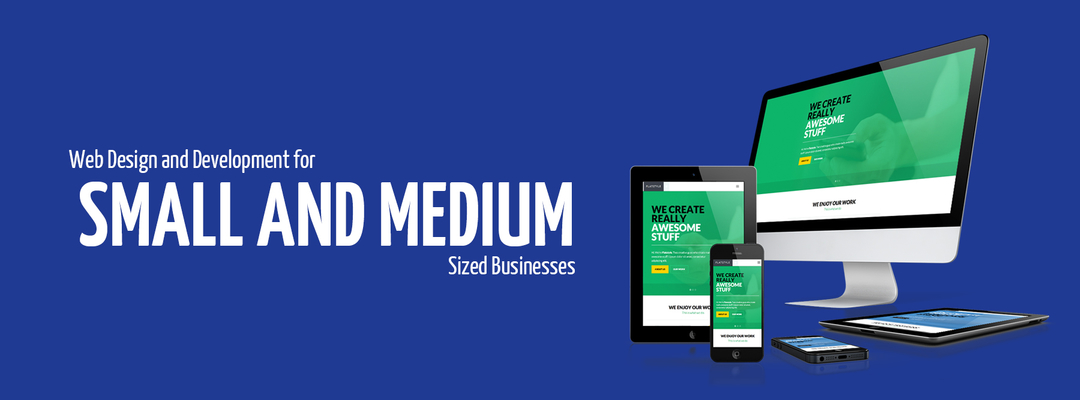 Web Design and Development for
SMALL AND MEDIUM
Sized Businesses
WE CREATE
REALLY
AWESOME
STUFF
WE ENJOY OUR WORK
WE CREATE
REALLY
AWESOME
STUFF
WE ENJOY OUR WO
WE CREATE
REALLY
AWESOME
STUFF
WE ENJOY OUR WORK